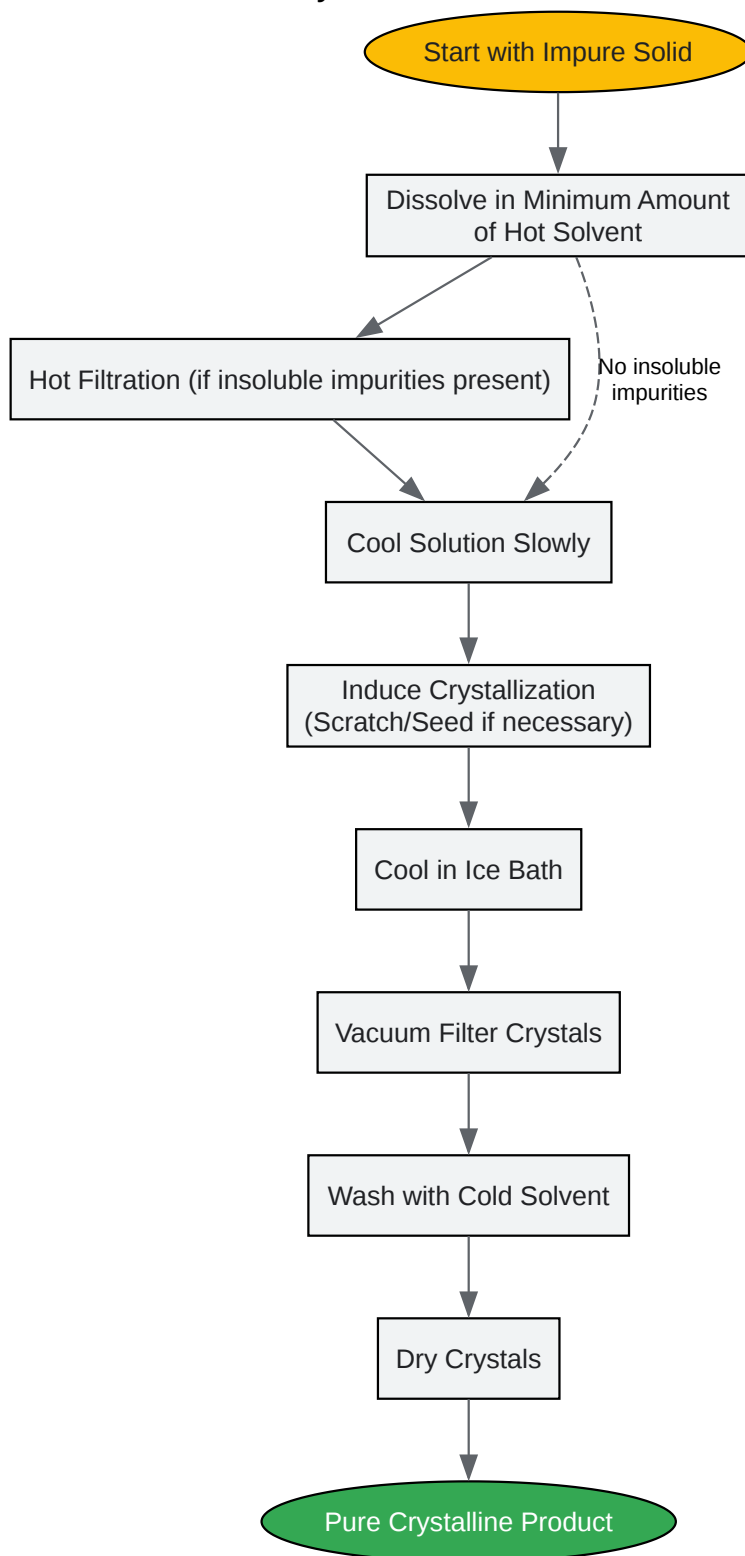 Start with Impure Solid
Dissolve in Minimum Amount
of Hot Solvent
Hot Filtration (if insoluble impurities present)
No insoluble
impurities
Cool Solution Slowly
Induce Crystallization
(Scratch/Seed if necessary)
Cool in Ice Bath
Vacuum Filter Crystals
Wash with Cold Solvent
Dry Crystals
Pure Crystalline Product